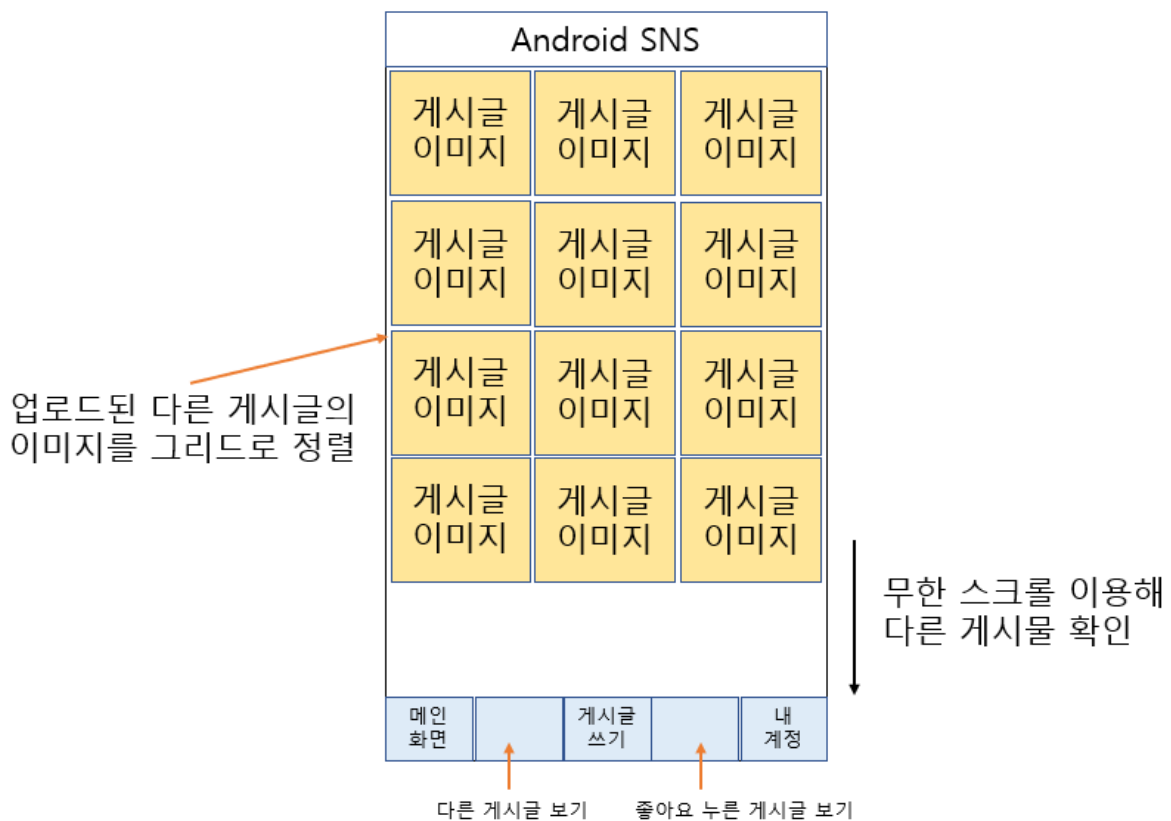 Android SNS
게시글 게시글 게시글
이미지 이미지 이미지
게시글 게시글 게시글
이미지 이미지 이미지
게시글 게시글 게시글
이미지 이미지 이미지
업로드된 다른 게시글의
이미지를 그리드로 정렬
게시글 게시글 게시글
이미지 이미지 이미지
무한 스크롤 이용해
다른 게시물 확인
메인 게시글 내
화면 쓰기 계정
다른 게시글 보기
좋아요 누른 게시글 보기